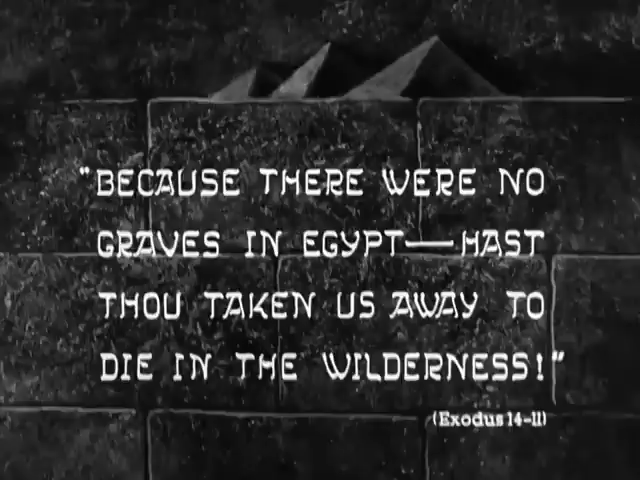 "BECAUSE THERE WERE NO
GRAVES IN EGYPT—HAST
THOU TAKEN US AWAY TO
DIE IN THE WILDERNESS!"
(Exodus 14-11)